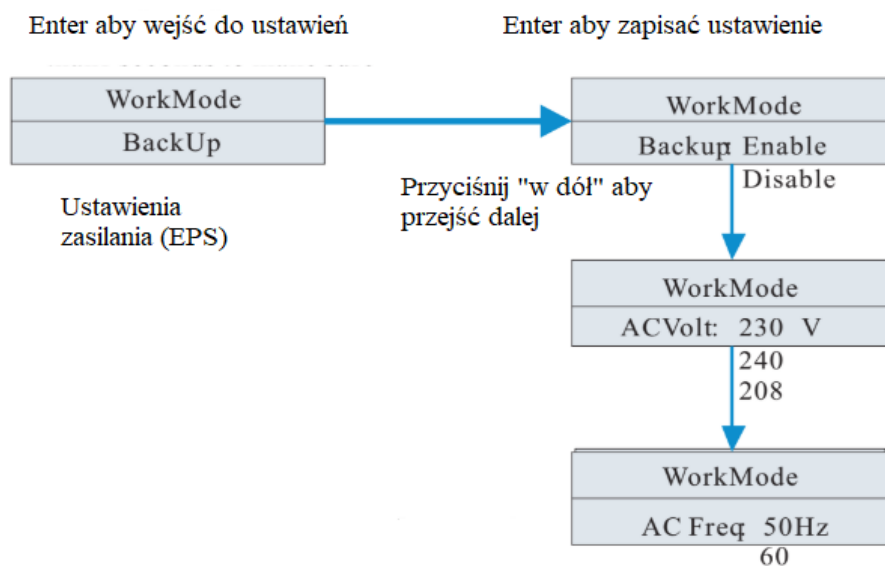 Enter aby wejść do ustawień
Enter aby zapisać ustawienie
WorkMode
BackUp
WorkMode
Backup: Enable
Disable
Ustawienia
zasilania (EPS)
Przyciśnij "w dół" aby
przejść dalej
WorkMode
ACVolt: 230 V
240
208
WorkMode
AC Freq: 50Hz
60